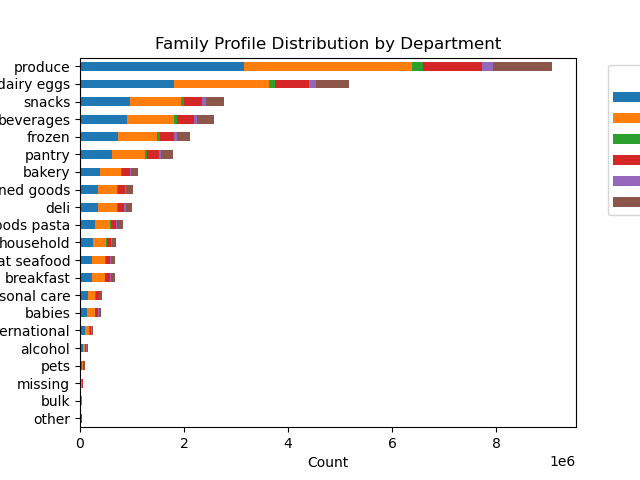 Family Profile Distribution by Department
produce
dairy eggs
snacks
beverages
frozen
pantry
bakery
ned goods
deli
oods pasta
household
at seafood
breakfast
sonal care
babies
ernational
alcohol
pets
missing
bulk
other
0 2 4 6 8
1e6
Count